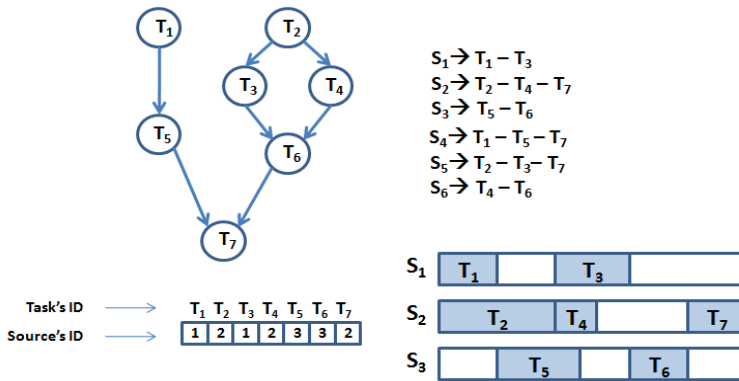 T1 T2
T3 T4
T5
T6
T7
S1→ T1 – T3
S2→ T2 – T4 – T7
S3→ T5 – T6
S4→ T1 – T5 – T7
S5→ T2 – T3– T7
S6→ T4 – T6
Task's ID T1 T2 T3 T4 T5 T6 T7
Source's ID 1 2 1 2 3 3 2
S1 T1 T3
S2 T2 T4 T7
S3 T5 T6